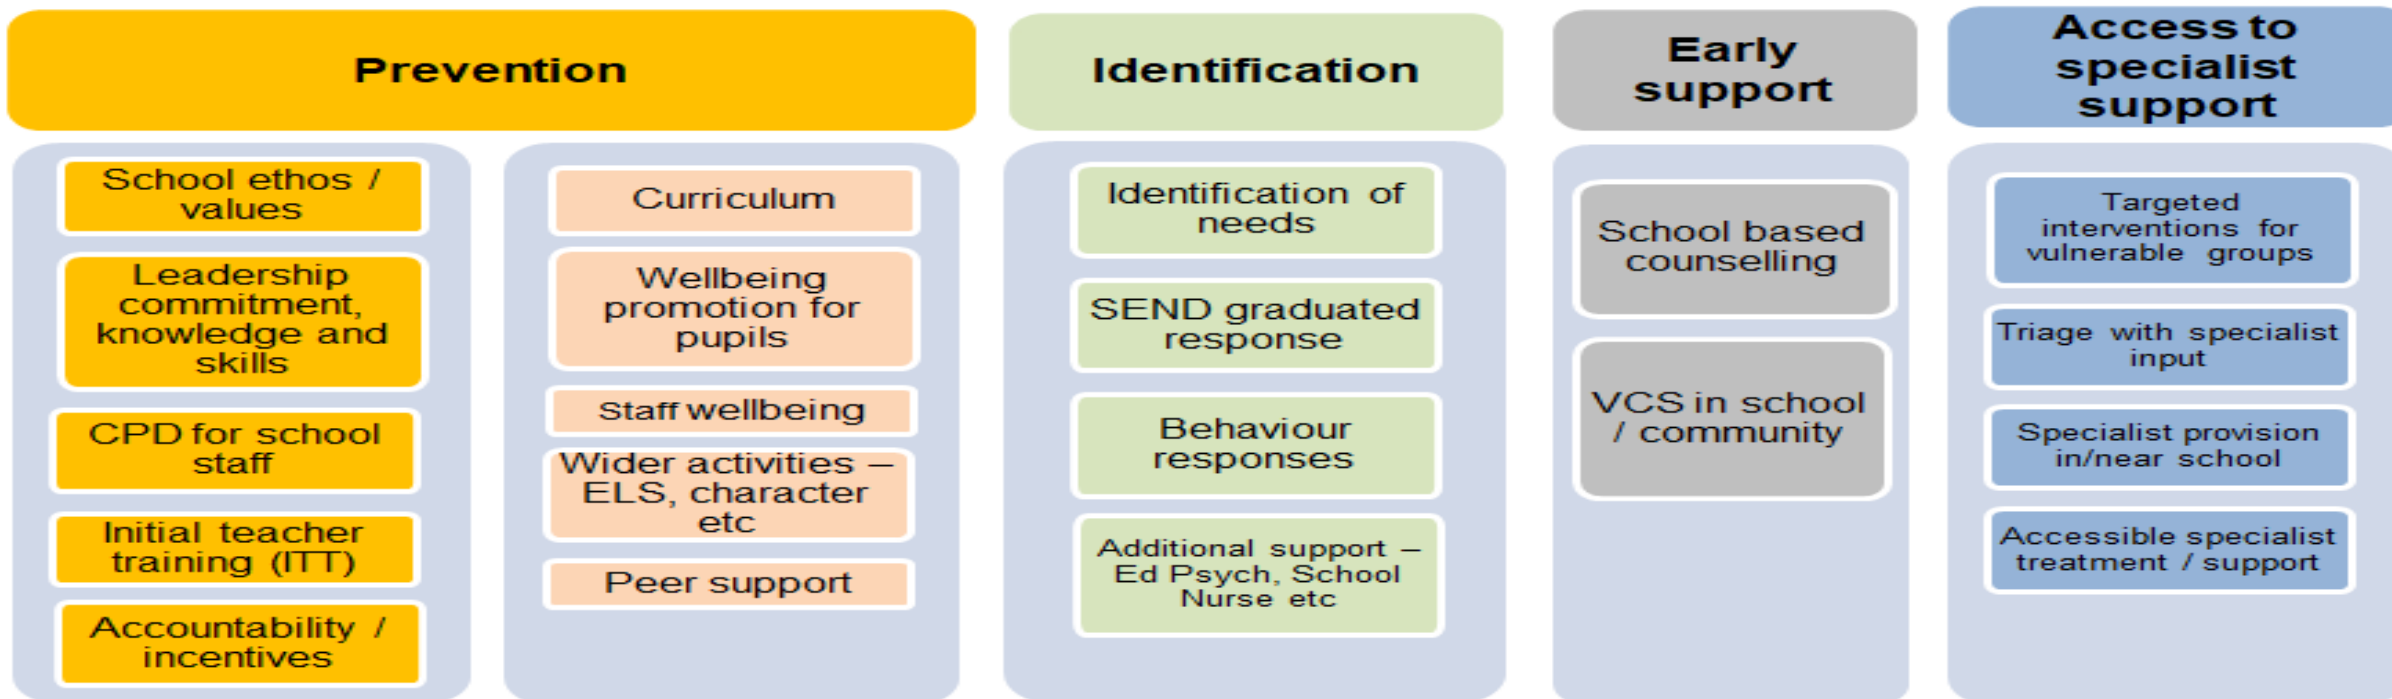 Prevention
School ethos /
values
Leadership
commitment,
knowledge and
skills
CPD for school
staff
Initial teacher
training (ITT)
Accountability /
incentives
Curriculum
Wellbeing
promotion for
pupils
Staff wellbeing
Wider activities –
ELS, character
etc
Peer support
Identification
Identification of
needs
SEND graduated
response
Behaviour
responses
Additional support –
Ed Psych, School
Nurse etc
Early
support
School based
counselling
VCS in school
/ community
Access to
specialist
support
Targeted
interventions for
vulnerable groups
Triage with specialist
input
Specialist provision
in/near school
Accessible specialist
treatment / support